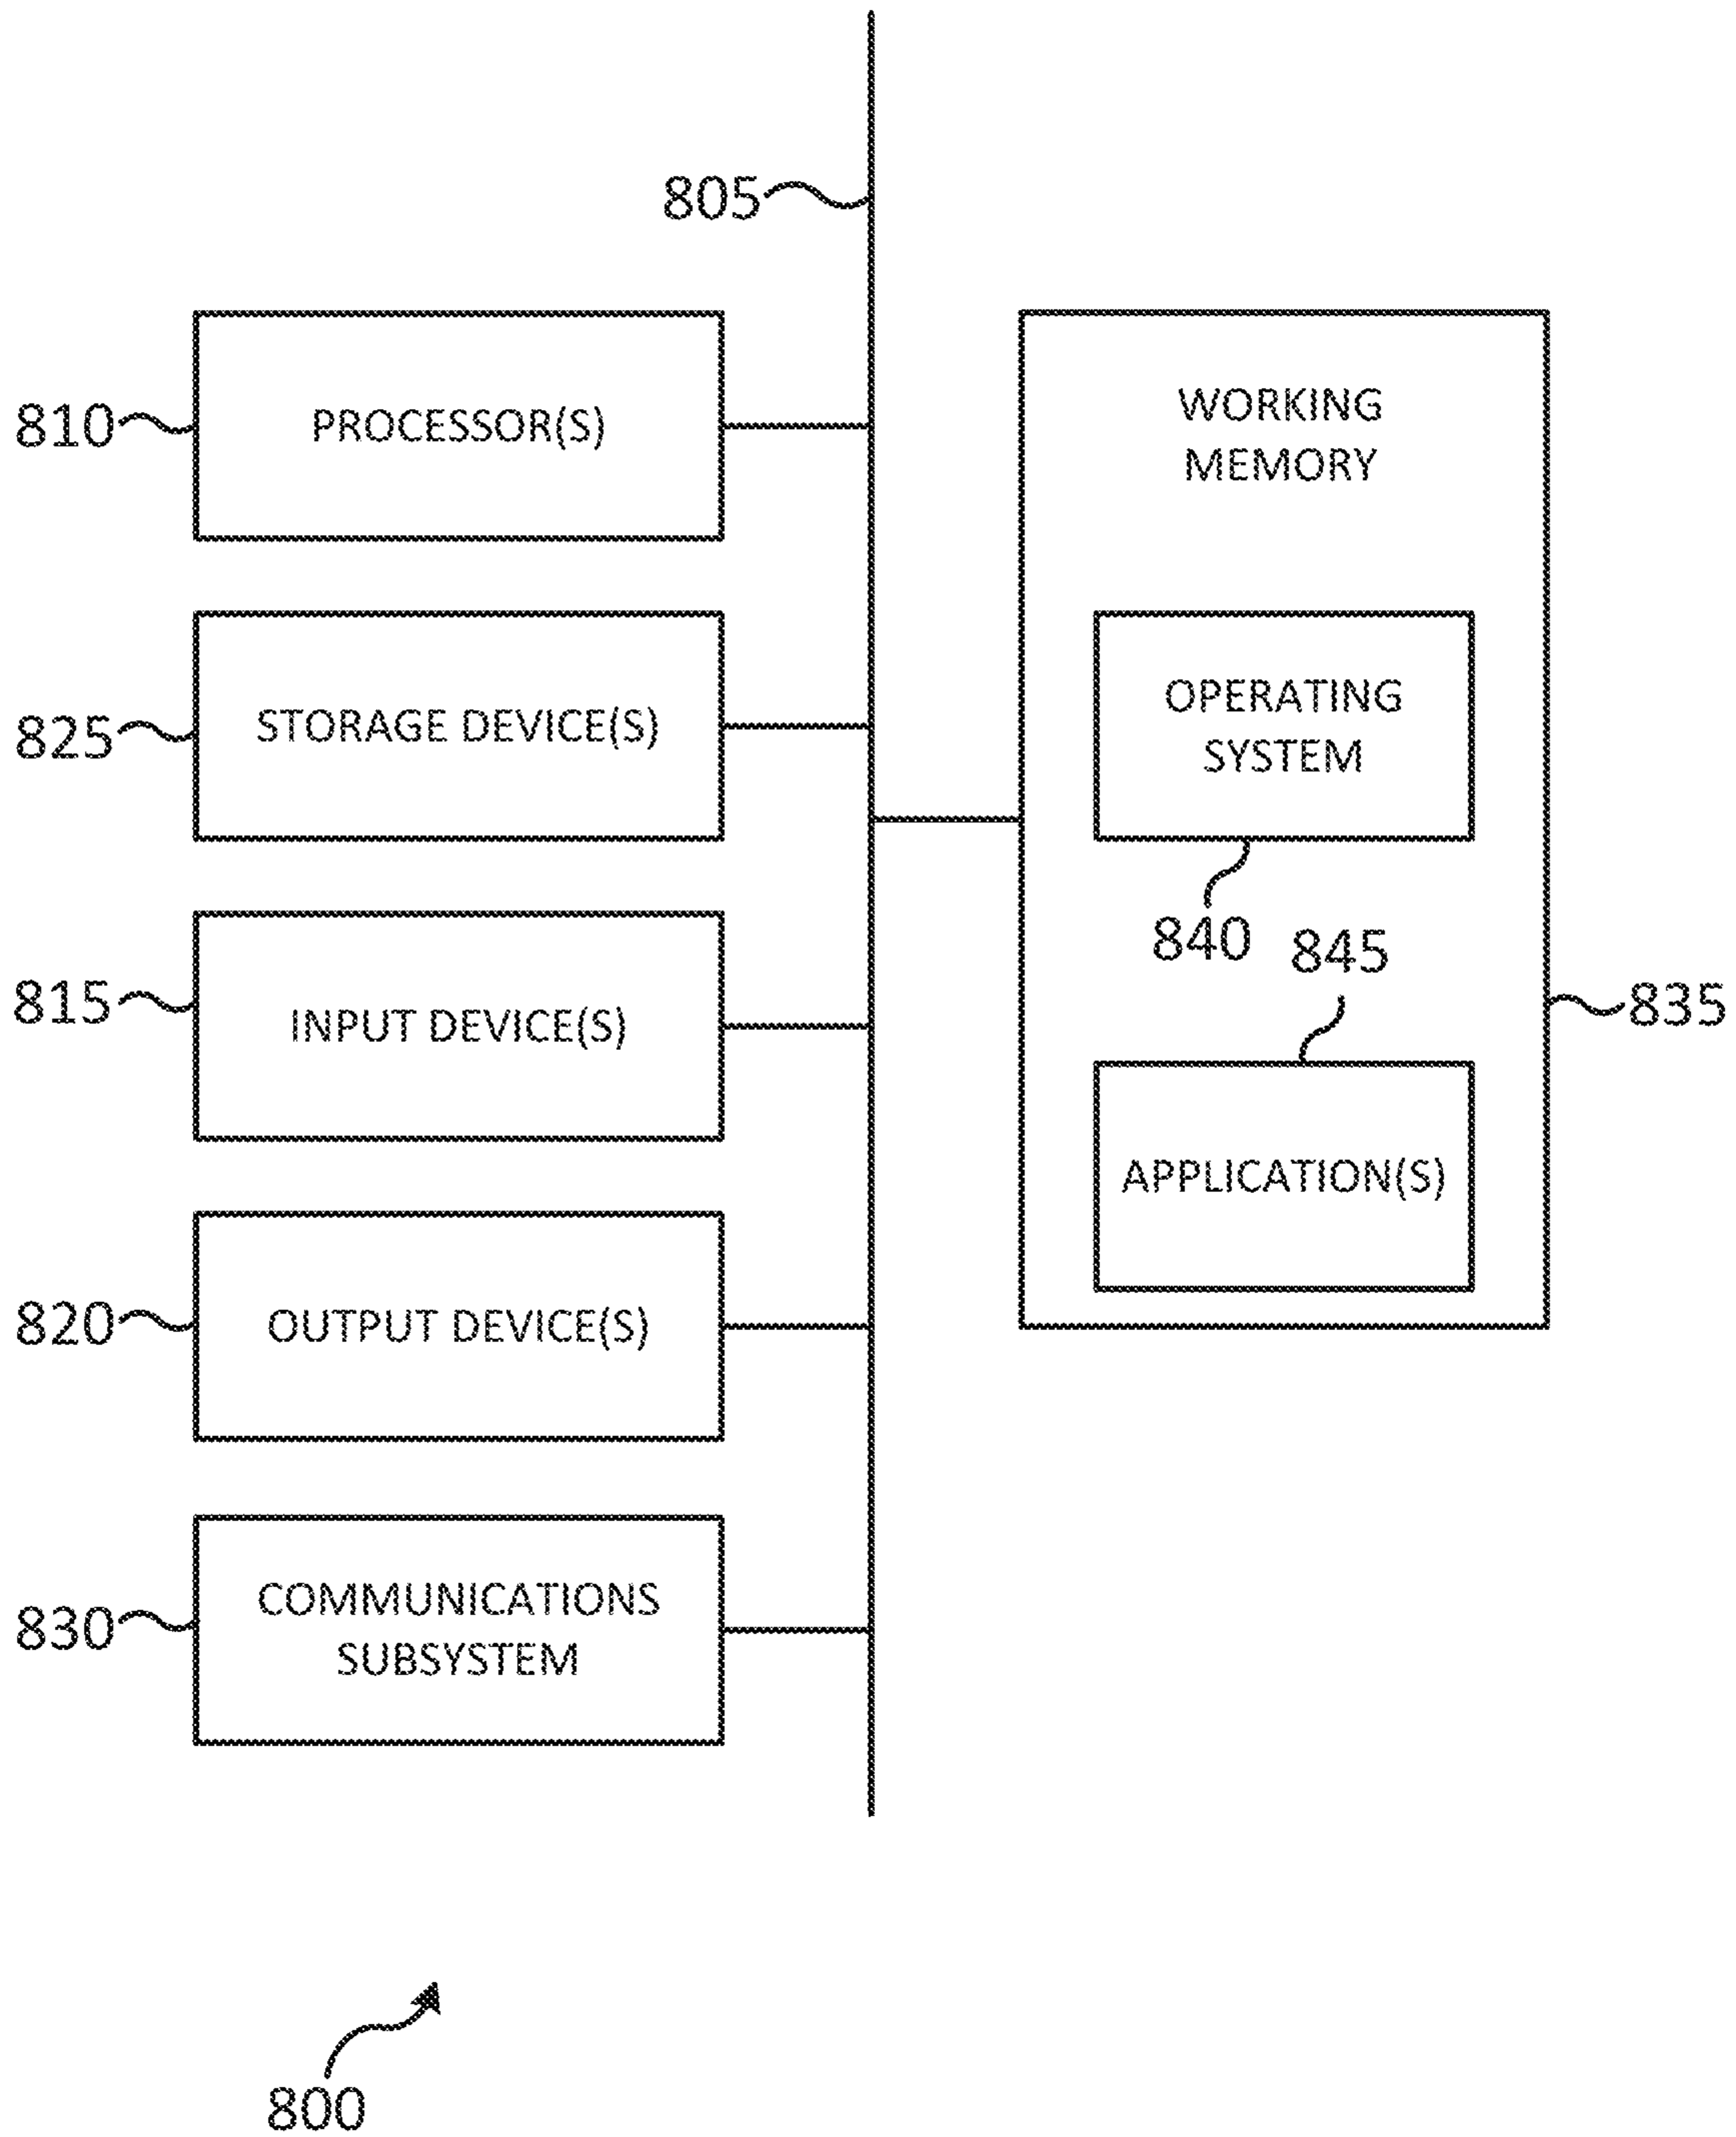 805
810
PROCESSOR(S)
WORKING
MEMORY
825
STORAGE DEVICE(S)
OPERATING
SYSTEM
840
845
815
INPUT DEVICE(S)
835
APPLICATION(S)
820
OUTPUT DEVICE(S)
830
COMMUNICATIONS
SUBSYSTEM
800